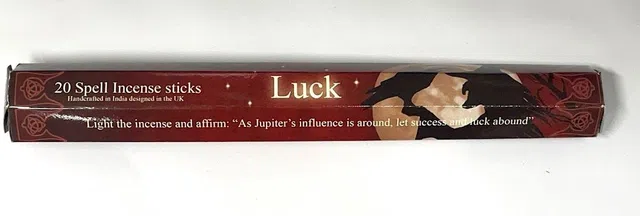 20 Spell Incense sticks
Handcrafted in India designed in the UK
Luck
Light the incense and affirm: "As Jupiter's influence is around, let success and luck abound"